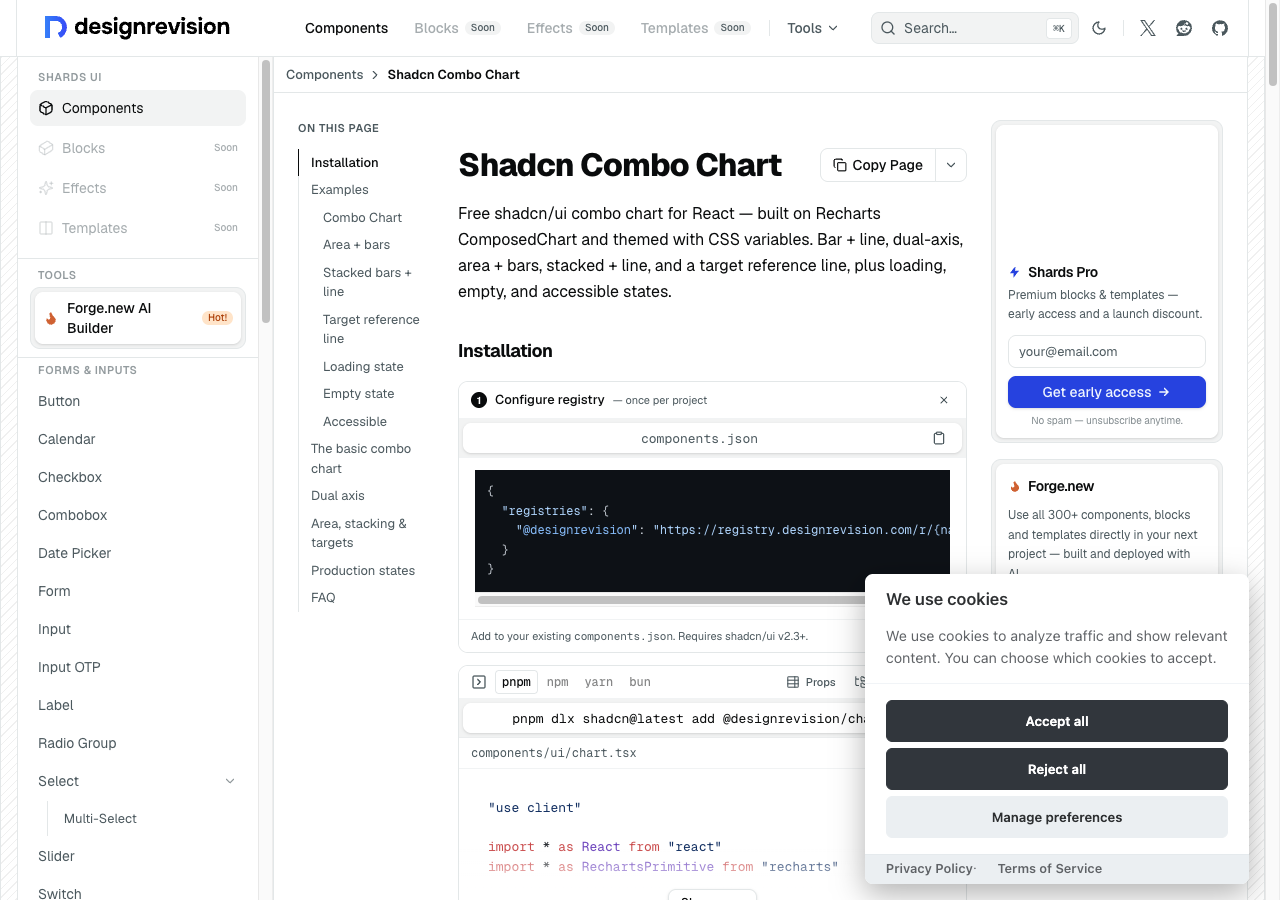 designrevision
Components
Blocks Soon
Effects Soon
Templates Soon
Tools
Search...
⌘K
SHARDS UI
Components
Blocks Soon
Effects Soon
Templates Soon
TOOLS
Forge.new AI
Builder
Hot!
FORMS & INPUTS
Button
Calendar
Checkbox
Combobox
Date Picker
Form
Input
Input OTP
Label
Radio Group
Select
Multi-Select
Slider
Switch
Components > Shadcn Combo Chart
ON THIS PAGE
Installation
Examples
Combo Chart
Area + bars
Stacked bars +
line
Target reference
line
Loading state
Empty state
Accessible
The basic combo
chart
Dual axis
Area, stacking &
targets
Production states
FAQ
Shadcn Combo Chart
Copy Page
Free shadcn/ui combo chart for React — built on Recharts
ComposedChart and themed with CSS variables. Bar + line, dual-axis,
area + bars, stacked + line, and a target reference line, plus loading,
empty, and accessible states.
Installation
1 Configure registry — once per project
components.json
{
"registries": {
"@designrevision": "https://registry.designrevision.com/r/{na
}
}
Add to your existing components.json. Requires shadcn/ui v2.3+.
pnpm npm yarn bun
Props
pnpm dlx shadcn@latest add @designrevision/cha
components/ui/chart.tsx
"use client"
import * as React from "react"
import * as RechartsPrimitive from "recharts"
Shards Pro
Premium blocks & templates —
early access and a launch discount.
your@email.com
Get early access →
No spam — unsubscribe anytime.
Forge.new
Use all 300+ components, blocks
and templates directly in your next
project — built and deployed with
AI
We use cookies
We use cookies to analyze traffic and show relevant
content. You can choose which cookies to accept.
Accept all
Reject all
Manage preferences
Privacy Policy· Terms of Service